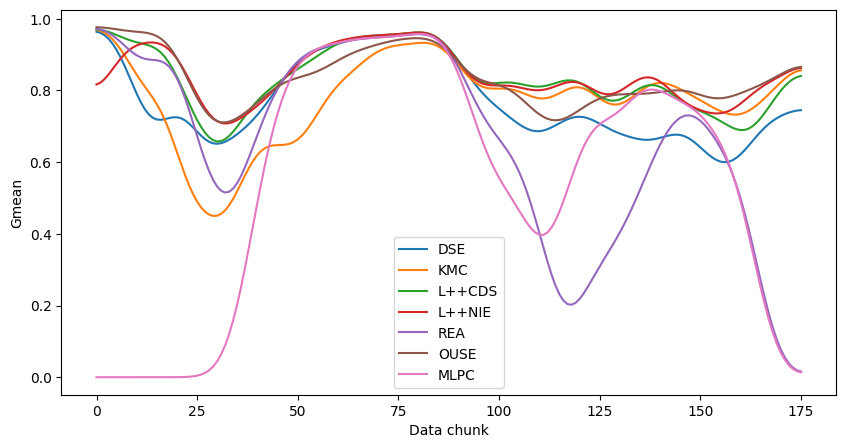 1.0
0.8
0.6
0.4
0.2
0.0
Gmean
DSE
KMC
L++CDS
L++NIE
REA
OUSE
MLPC
0 25 50 75 100 125 150 175
Data chunk